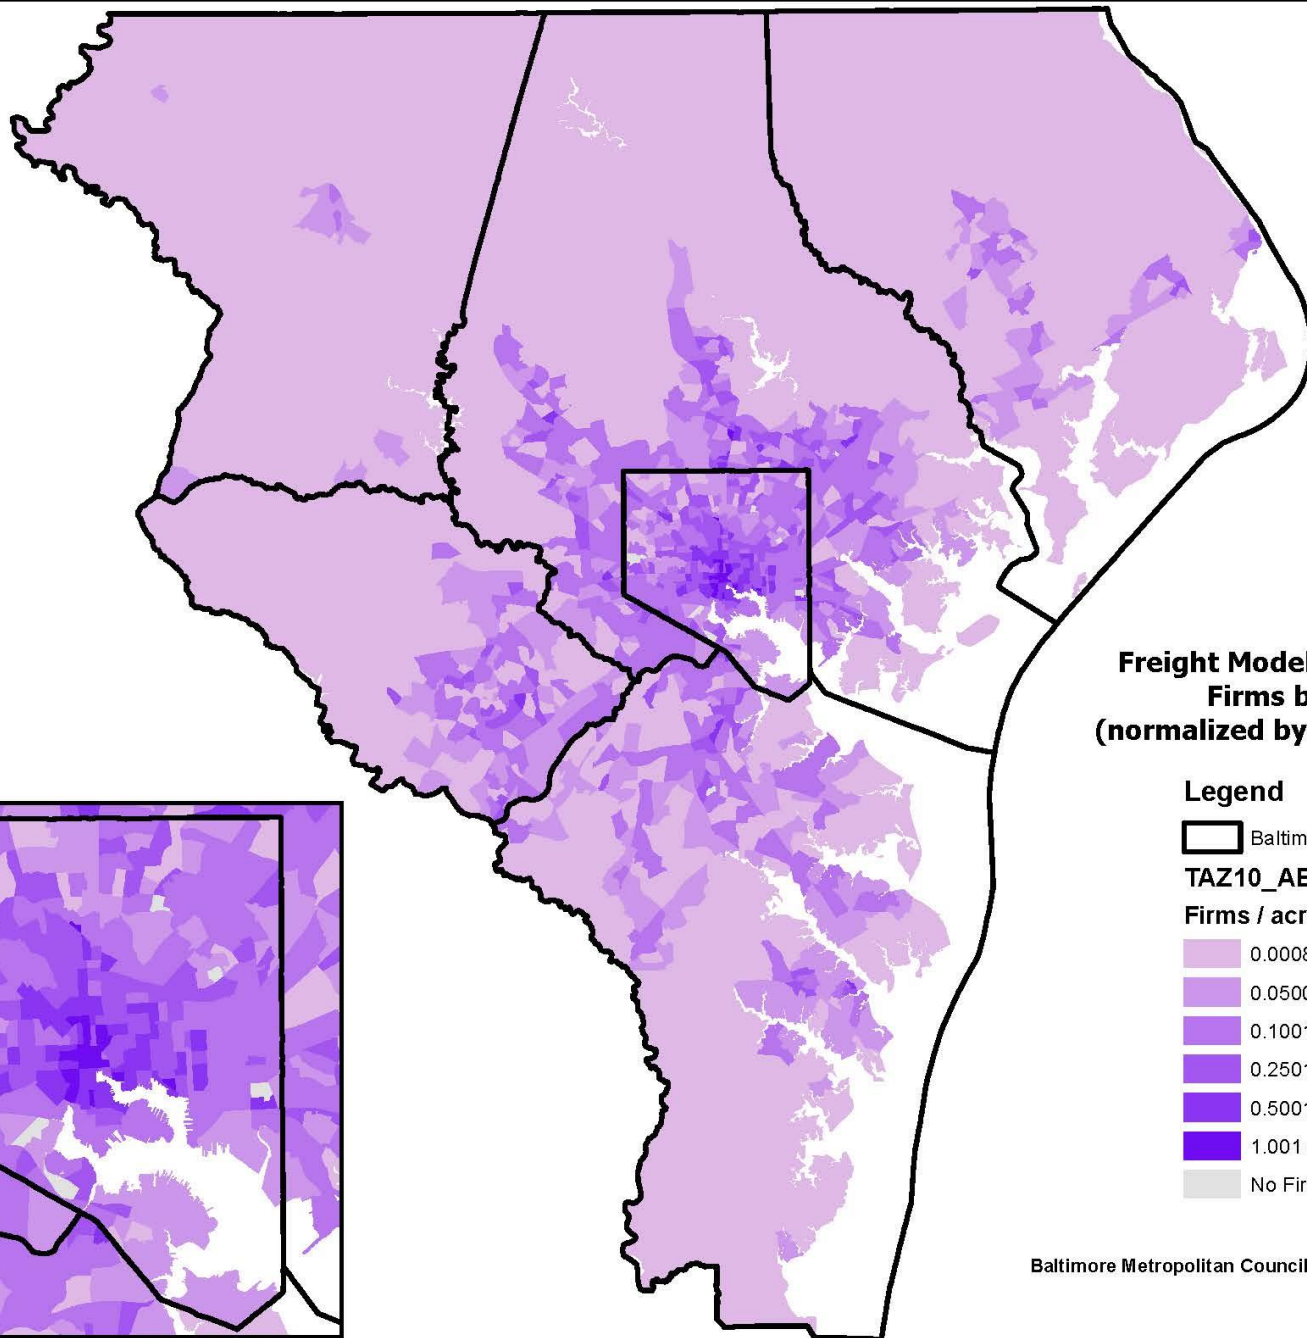 Freight Model
Firms b
(normalized by
Legend
Baltim
TAZ10_AE
Firms / acr
0.0008
0.0500
0.1001
0.2501
0.5001
1.001
No Fir
Baltimore Metropolitan Council